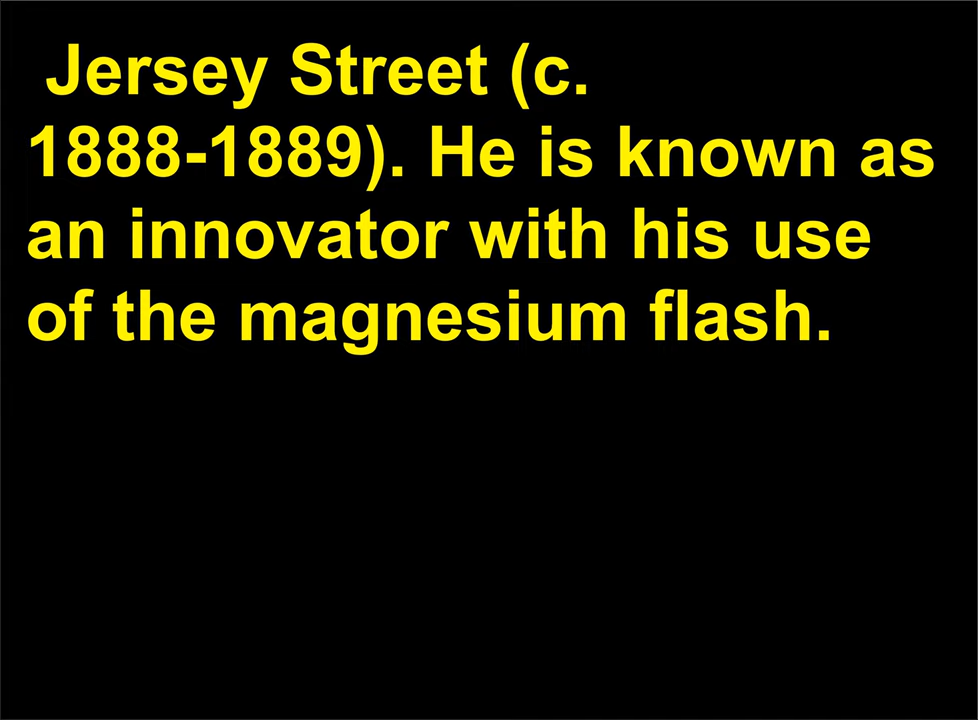 Jersey Street (c.
1888-1889). He is known as
an innovator with his use
of the magnesium flash.